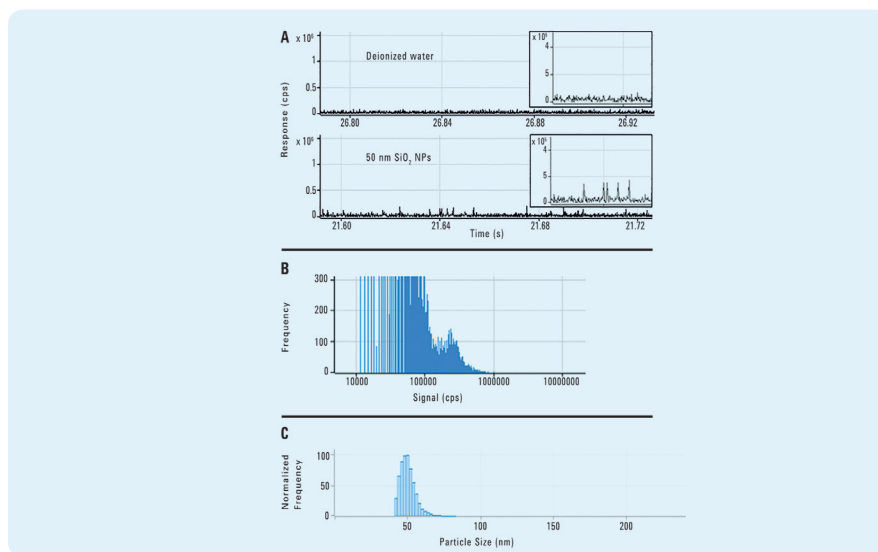 A
x 10⁶
Deionized water
1
0.5
0
26.80
26.84
26.88
26.92
4
5
0
Response (cps)
x 10⁶
50 nm SiO₂ NPs
1
0.5
0
21.60
21.64
21.68
21.72
x 10⁵
4
5
0
Time (s)
B
300
200
100
0
Frequency
10000
100000
1000000
10000000
Signal (cps)
C
100
50
0
Normalized
Frequency
50
100
150
200
Particle Size (nm)